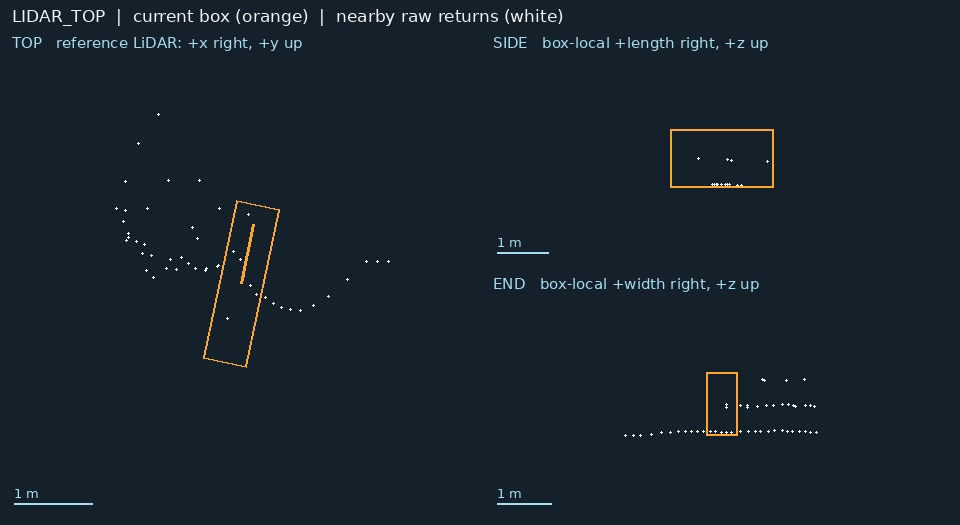 LIDAR_TOP | current box (orange) | nearby raw returns (white)
TOP reference LiDAR: +x right, +y up
SIDE box-local +length right, +z up
1 m
END box-local +width right, +z up
1 m
1 m